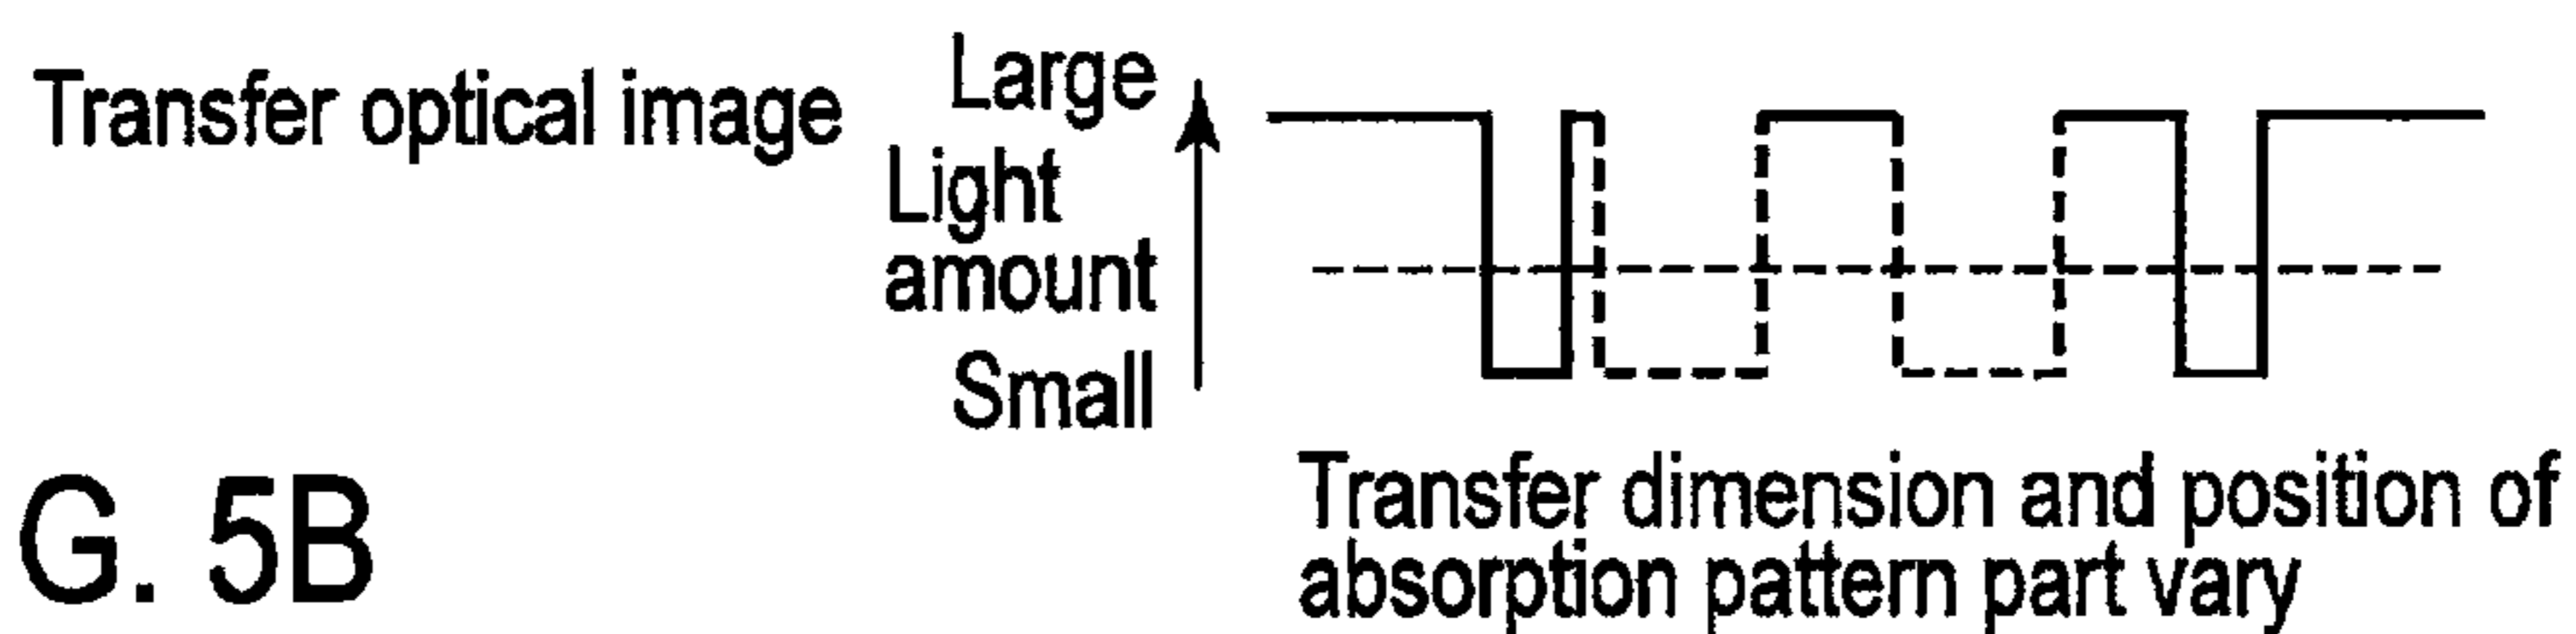 Transfer optical image
Large
Light
amount
Small
G. 5B
Transfer dimension and position of
absorption pattern part vary